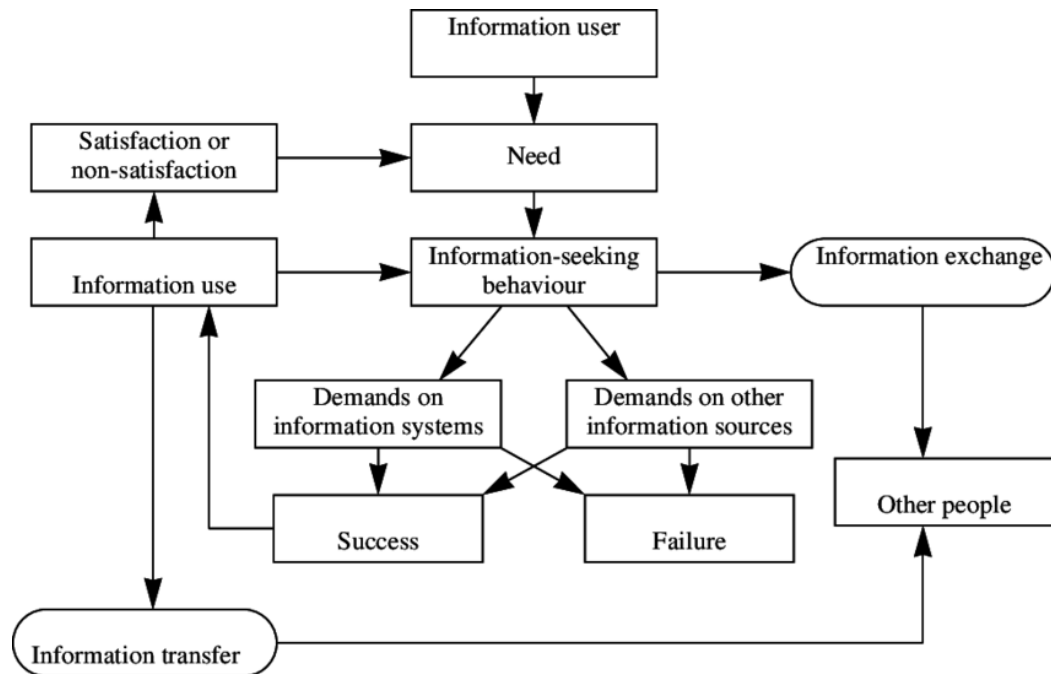 Information user
Satisfaction or
non-satisfaction
Need
Information use
Information-seeking
behaviour
Information exchange
Demands on
information systems
Demands on other
information sources
Success
Failure
Other people
Information transfer